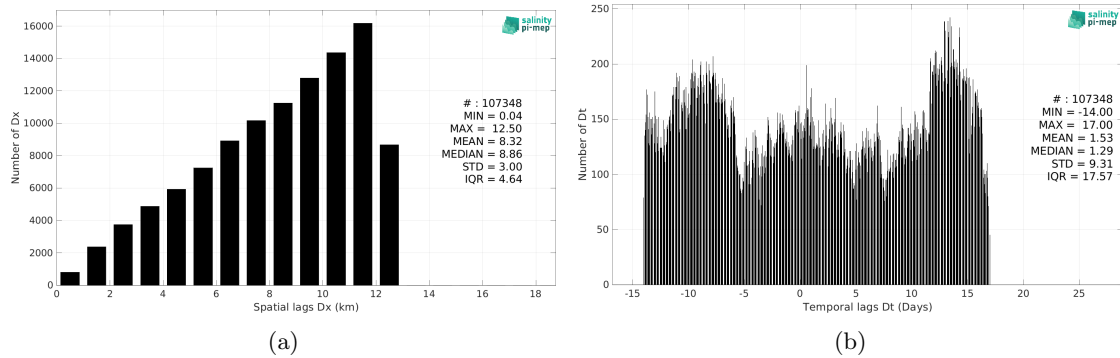 16000
14000
12000
10000
8000
6000
4000
2000
0
Number of Dx
0 2 4 6 8 10 12 14 16 18
Spatial lags Dx (km)
salinity
pi-mep
# : 107348
MIN = 0.04
MAX = 12.50
MEAN = 8.32
MEDIAN = 8.86
STD = 3.00
IQR = 4.64
(a)
250
200
150
100
50
0
Number of Dt
-15 -10 -5 0 5 10 15 20 25
Temporal lags Dt (Days)
salinity
pi-mep
# : 107348
MIN = -14.00
MAX = 17.00
MEAN = 1.53
MEDIAN = 1.29
STD = 9.31
IQR = 17.57
(b)